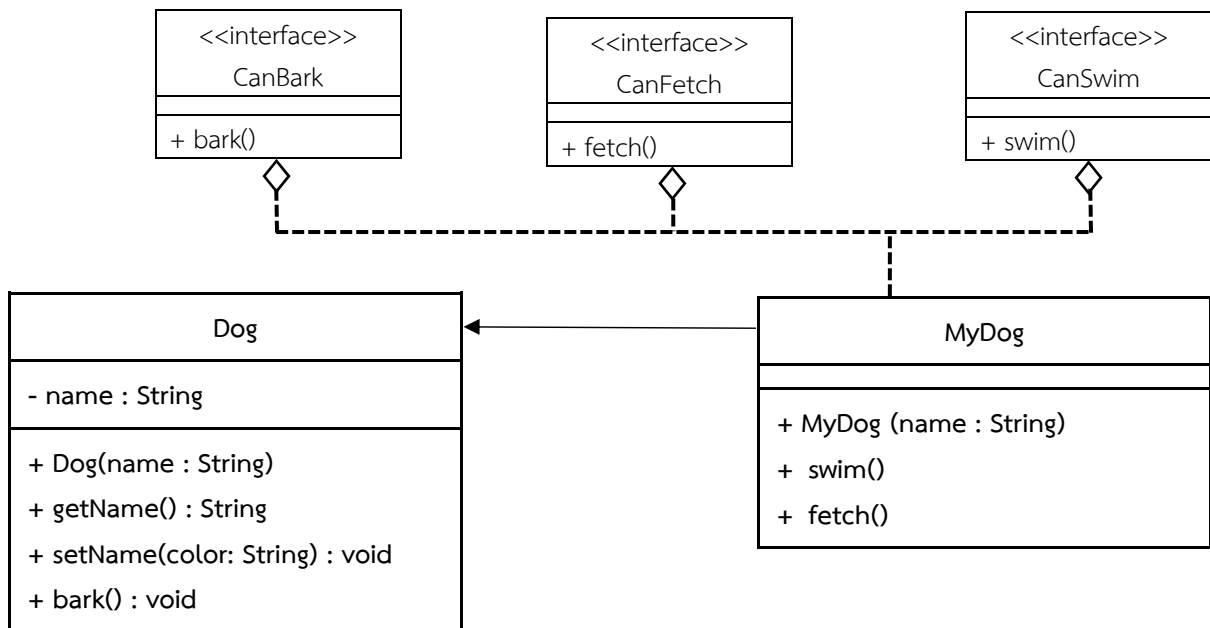 <<interface>>
CanBark
+ bark()
<<interface>>
CanFetch
+ fetch()
<<interface>>
CanSwim
+ swim()
Dog
- name : String
+ Dog(name : String)
+ getName() : String
+ setName(color: String) : void
+ bark() : void
MyDog
+ MyDog (name : String)
+ swim()
+ fetch()